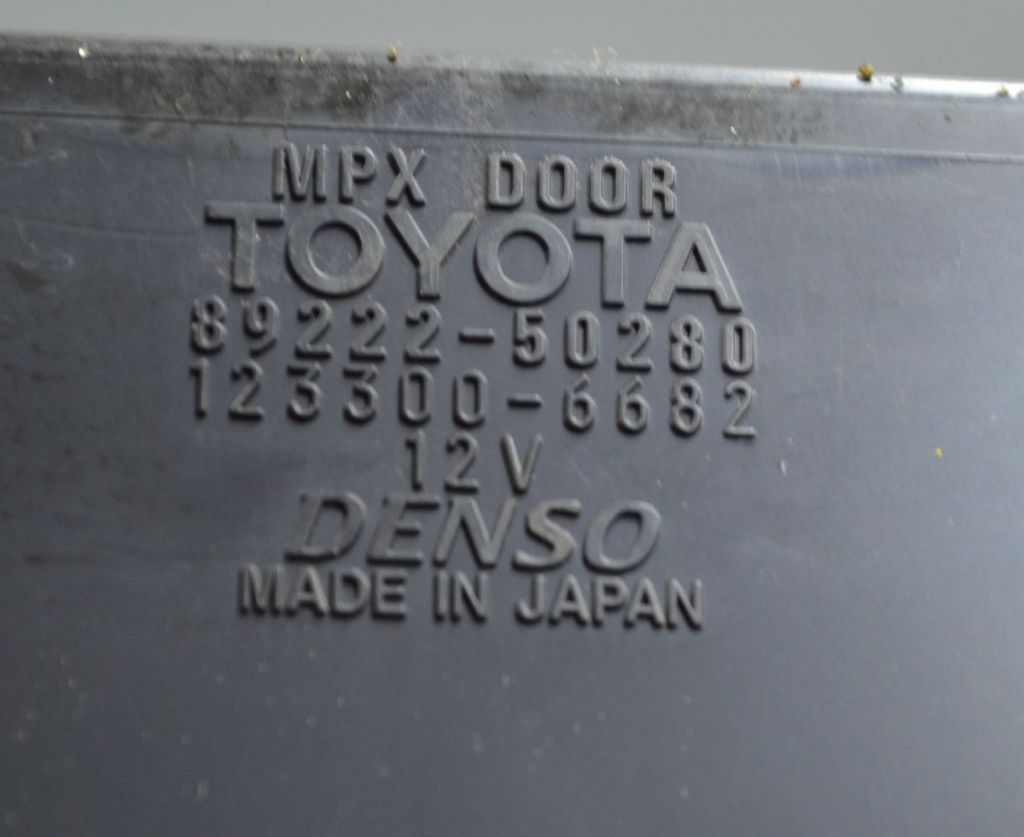 MPX DOOR
TOYOTA
89222-50280
123300-6682
12V
DENSO
MADE IN JAPAN